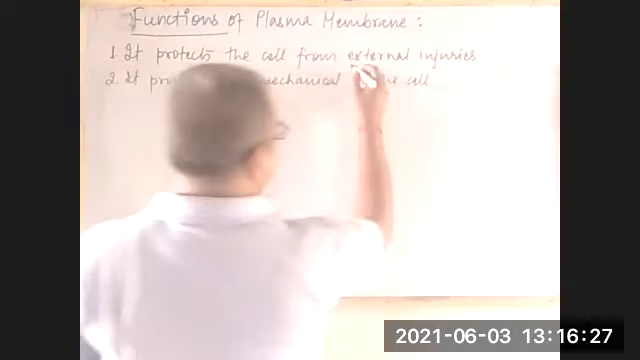 Functions of Plasma Membrane :
1. It protects the cell from external injuries
2. It mechanical cell
2021-06-03 13:16:27